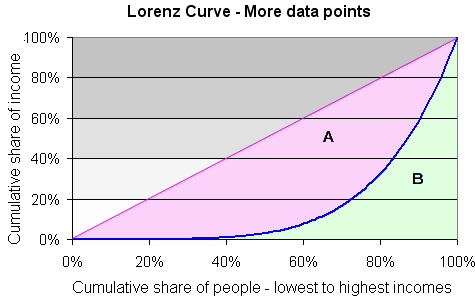 Lorenz Curve - More data points
Cumulative share of income
100%
80%
60%
40%
20%
0%
A
B
0% 20% 40% 60% 80% 100%
Cumulative share of people - lowest to highest incomes